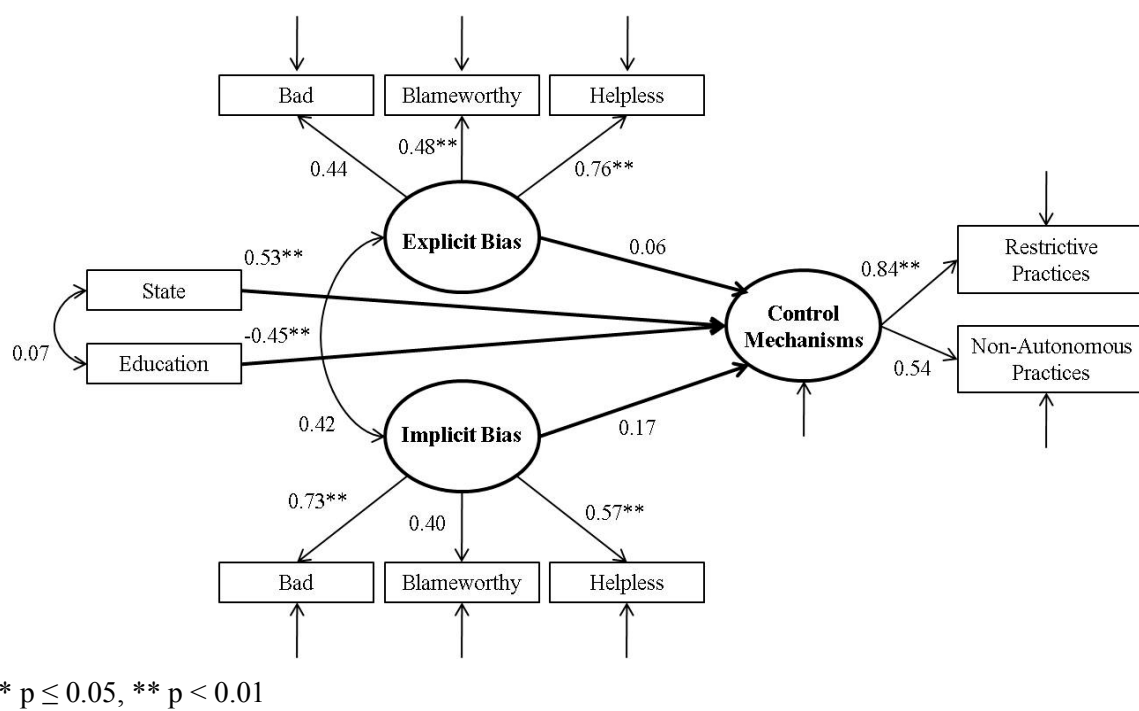 Bad
Blameworthy
Helpless
0.44
0.48**
0.76**
Explicit Bias
0.06
0.53**
State
0.84**
Restrictive
Practices
Control
Mechanisms
0.07
-0.45**
Education
0.54
Non-Autonomous
Practices
0.42
Implicit Bias
0.17
0.73**
0.40
0.57**
Bad
Blameworthy
Helpless
* p ≤ 0.05, ** p < 0.01